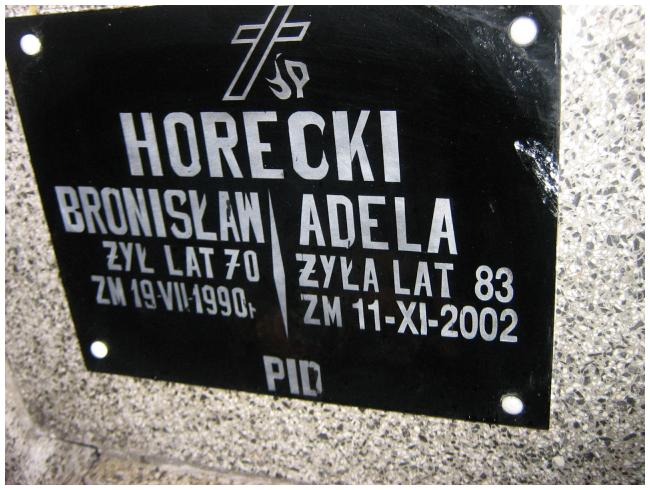 ŚP
HORECKI
BRONISŁAW
ŻYŁ LAT 70
ZM 19-VII-1990r
ADELA
ŻYŁA LAT 83
ZM 11-XI-2002
PID